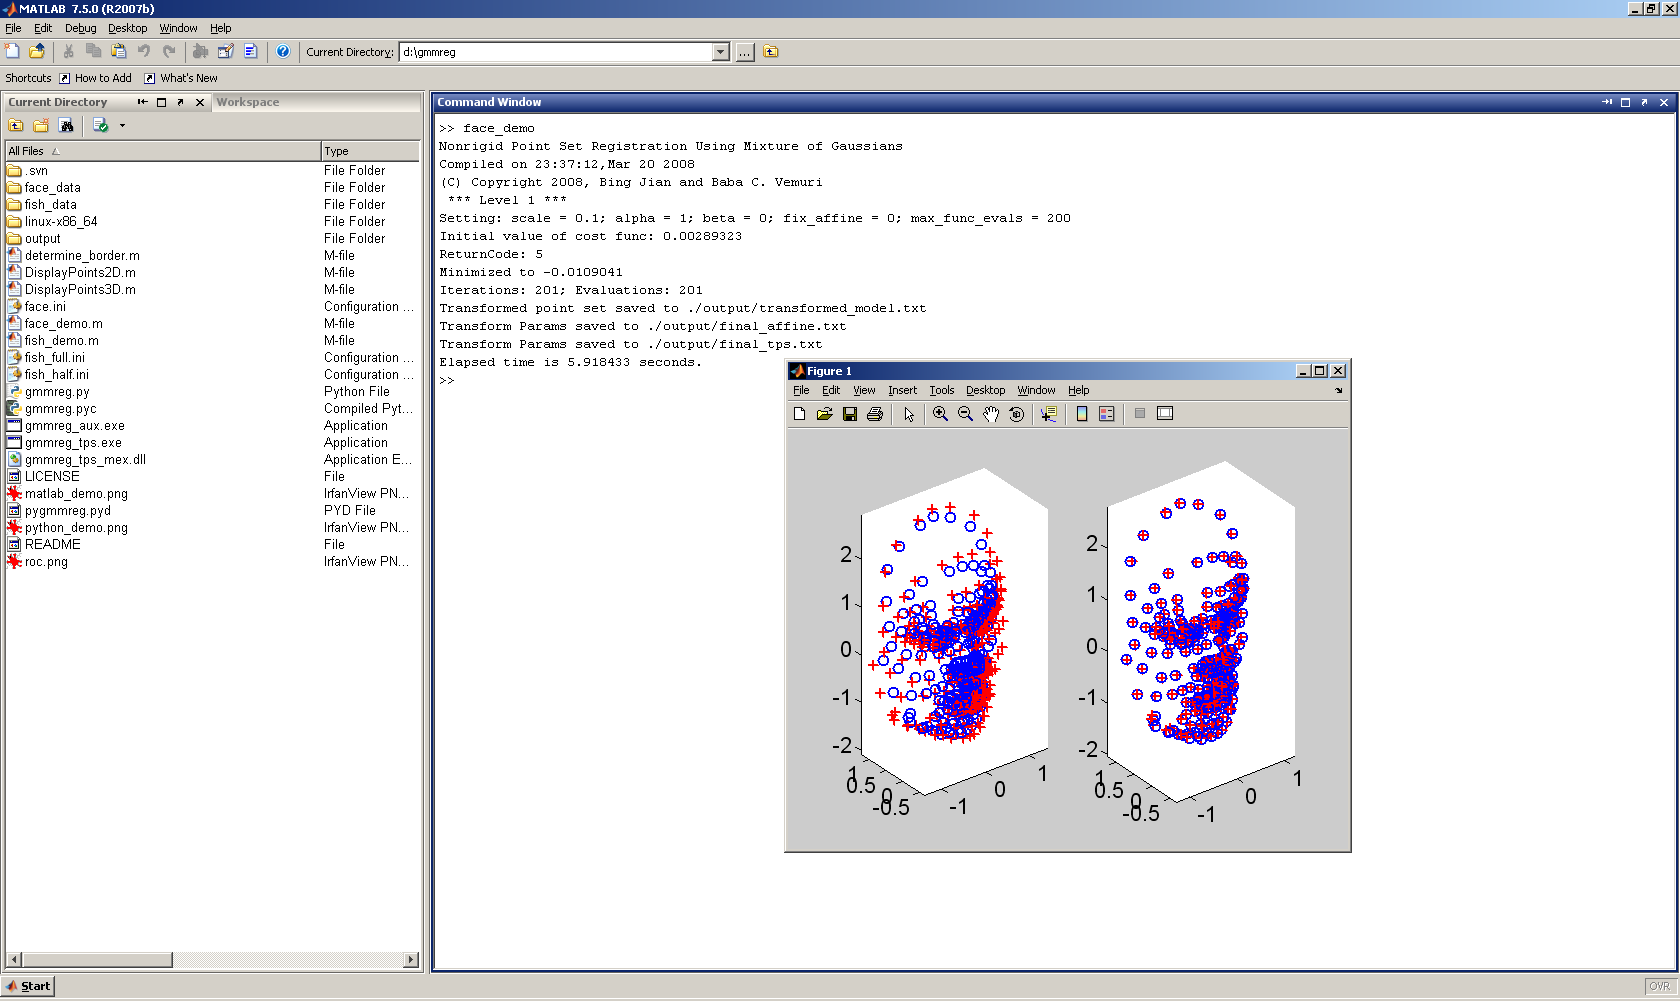 MATLAB 7.5.0 (R2007b)
File Edit Debug Desktop Window Help
Current Directory: d:\gmmreg ...
Shortcuts How to Add What's New
Current Directory Workspace
All Files Type
.svn File Folder
face_data File Folder
fish_data File Folder
linux-x86_64 File Folder
output File Folder
determine_border.m M-file
DisplayPoints2D.m M-file
DisplayPoints3D.m M-file
face.ini Configuration ...
face_demo.m M-file
fish_demo.m M-file
fish_full.ini Configuration ...
fish_half.ini Configuration ...
gmmreg.py Python File
gmmreg.pyc Compiled Pyt...
gmmreg_aux.exe Application
gmmreg_tps.exe Application
gmmreg_tps_mex.dll Application E...
LICENSE File
matlab_demo.png IrfanView PN...
pygmmreg.pyd PYD File
python_demo.png IrfanView PN...
README File
roc.png IrfanView PN...
Command Window
>> face_demo
Nonrigid Point Set Registration Using Mixture of Gaussians
Compiled on 23:37:12,Mar 20 2008
(C) Copyright 2008, Bing Jian and Baba C. Vemuri
*** Level 1 ***
Setting: scale = 0.1; alpha = 1; beta = 0; fix_affine = 0; max_func_evals = 200
Initial value of cost func: 0.00289323
ReturnCode: 5
Minimized to -0.0109041
Iterations: 201; Evaluations: 201
Transformed point set saved to ./output/transformed_model.txt
Transform Params saved to ./output/final_affine.txt
Transform Params saved to ./output/final_tps.txt
Elapsed time is 5.918433 seconds.
>>
Figure 1
File Edit View Insert Tools Desktop Window Help
2
1
0
-1
-2
1
0.5
0
-0.5
-1
0
1
2
1
0
-1
-2
1
0.5
0
-0.5
-1
0
1
Start
OVR